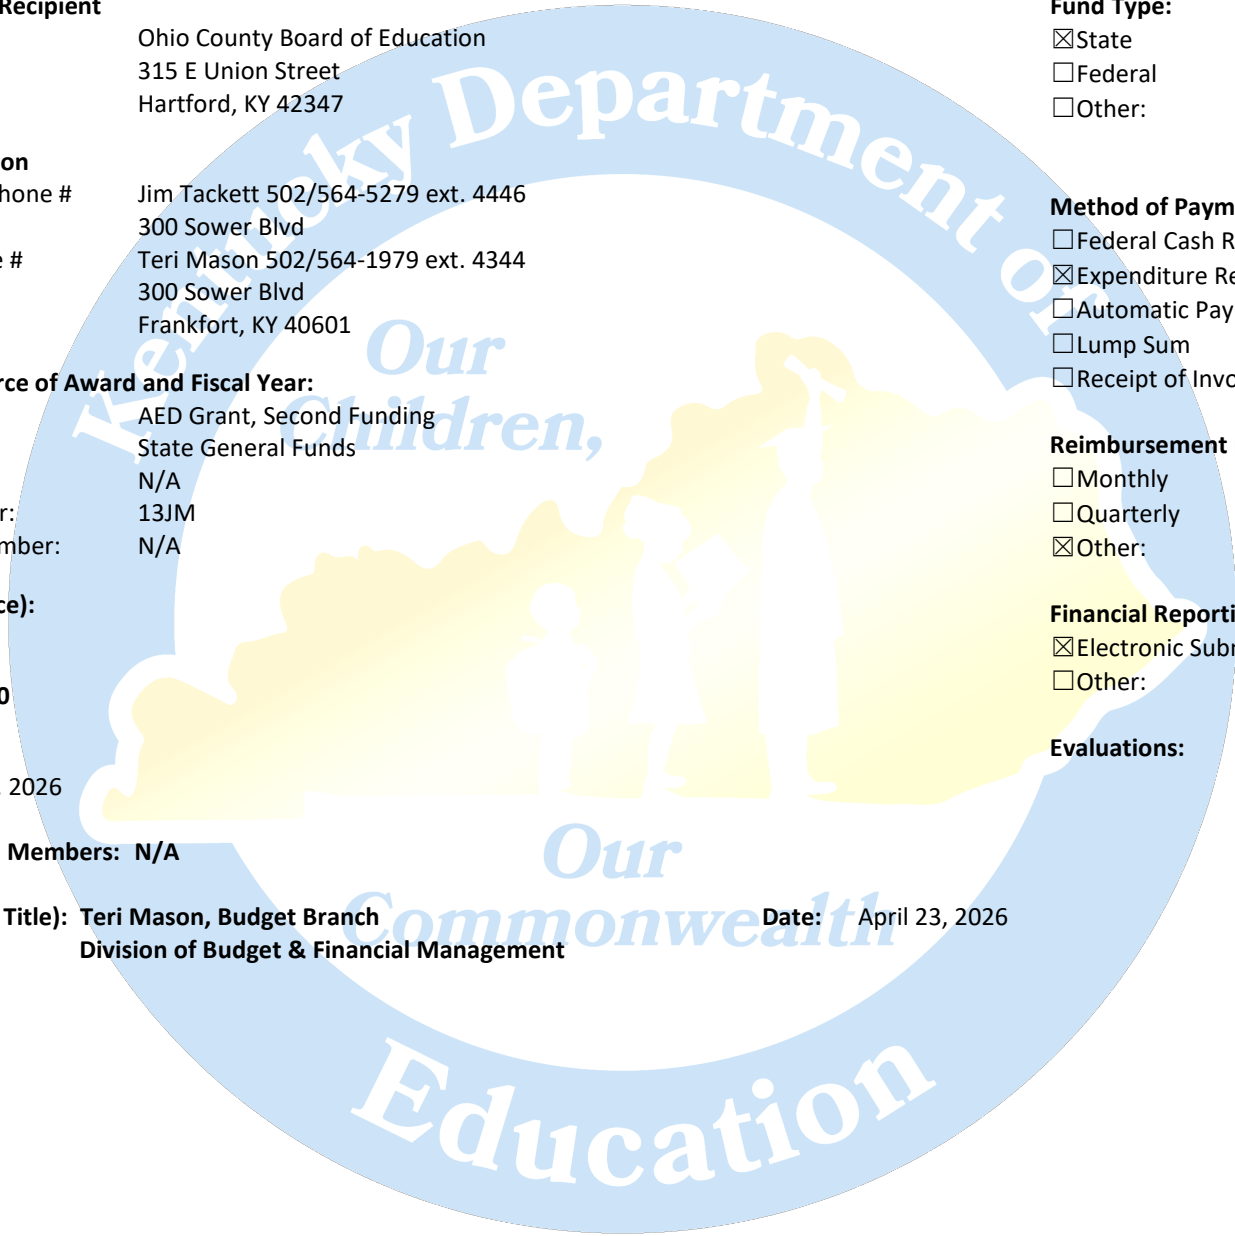 Recipient
Ohio County Board of Education
315 E Union Street
Hartford, KY 42347
on
hone #
Jim Tackett 502/564-5279 ext. 4446
300 Sower Blvd
e #
Teri Mason 502/564-1979 ext. 4344
300 Sower Blvd
Frankfort, KY 40601
rce of Award and Fiscal Year:
AED Grant, Second Funding
State General Funds
N/A
r: 13JM
mber: N/A
ce):
0
, 2026
Members: N/A
Title): Teri Mason, Budget Branch
Division of Budget & Financial Management
Date: April 23, 2026
Fund Type:
☒State
☐Federal
☐Other:
Method of Paym
☐Federal Cash R
☒Expenditure Re
☐Automatic Pay
☐Lump Sum
☐Receipt of Invo
Reimbursement
☐Monthly
☐Quarterly
☒Other:
Financial Reporti
☒Electronic Subr
☐Other:
Evaluations:
Kentucky Department of
Education
Our
Children,
Our
Commonwealth